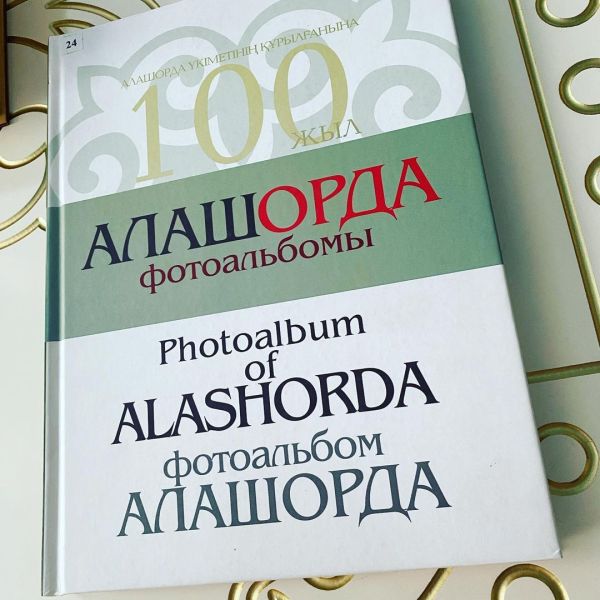 24
АЛАШОРДА ҮКІМЕТІНІҢ ҚҰРЫЛҒАНЫНА
100
ЖЫЛ
АЛАШОРДА
фотоальбомы
Photoalbum
of
ALASHORDA
фотоальбом
АЛАШОРДА